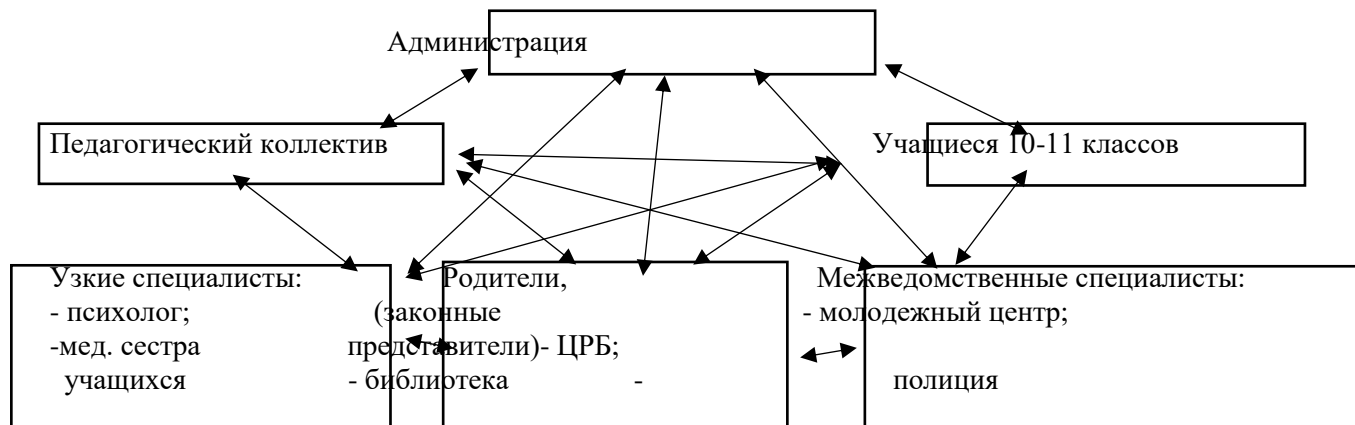 Администрация
Педагогический коллектив Учащиеся 10-11 классов
Узкие специалисты: Родители, Межведомственные специалисты:
- психолог; (законные - молодежный центр;
-мед. сестра представители)- ЦРБ;
учащихся - библиотека - полиция